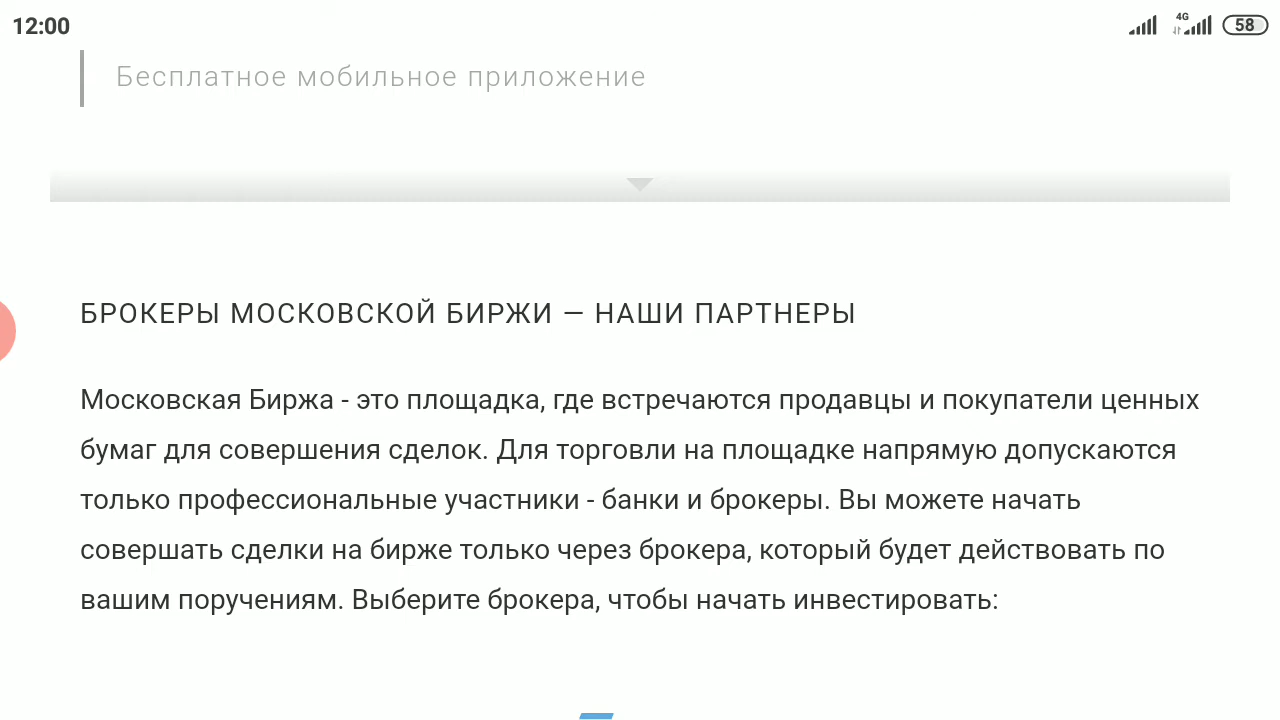 12:00
4G
58
Бесплатное мобильное приложение
БРОКЕРЫ МОСКОВСКОЙ БИРЖИ — НАШИ ПАРТНЕРЫ
Московская Биржа - это площадка, где встречаются продавцы и покупатели ценных
бумаг для совершения сделок. Для торговли на площадке напрямую допускаются
только профессиональные участники - банки и брокеры. Вы можете начать
совершать сделки на бирже только через брокера, который будет действовать по
вашим поручениям. Выберите брокера, чтобы начать инвестировать: